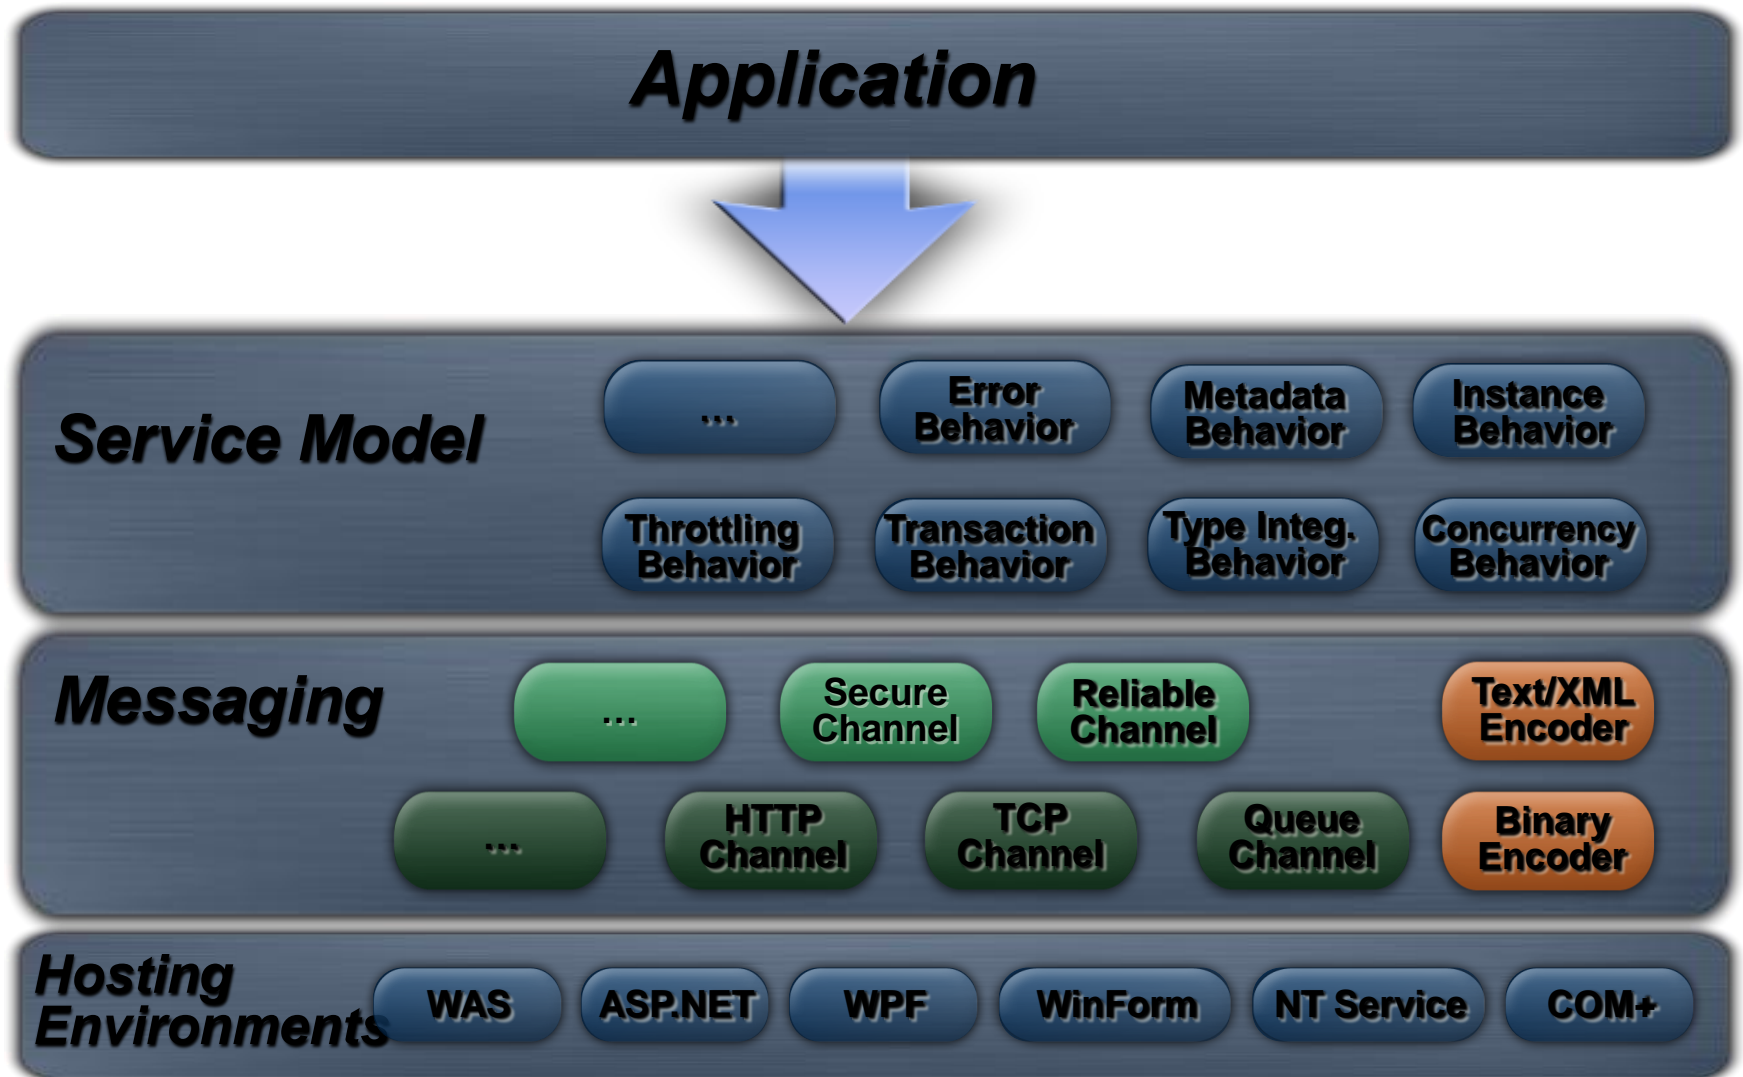 Application
Service Model
...
Error
Behavior
Metadata
Behavior
Instance
Behavior
Throttling
Behavior
Transaction
Behavior
Type Integ.
Behavior
Concurrency
Behavior
Messaging
...
Secure
Channel
Reliable
Channel
Text/XML
Encoder
...
HTTP
Channel
TCP
Channel
Queue
Channel
Binary
Encoder
Hosting
Environments
WAS
ASP.NET
WPF
WinForm
NT Service
COM+